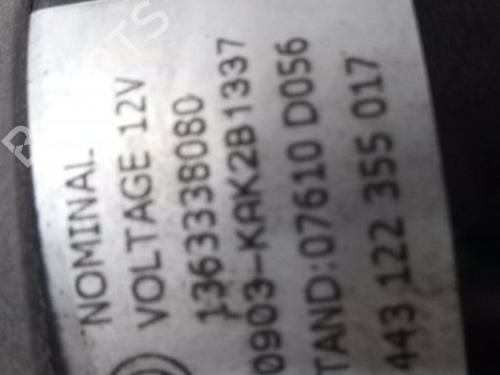 NOMINAL
VOLTAGE 12V
1363338080
0903-KAK2B1337
TAND:07610 D056
443 122 355 017